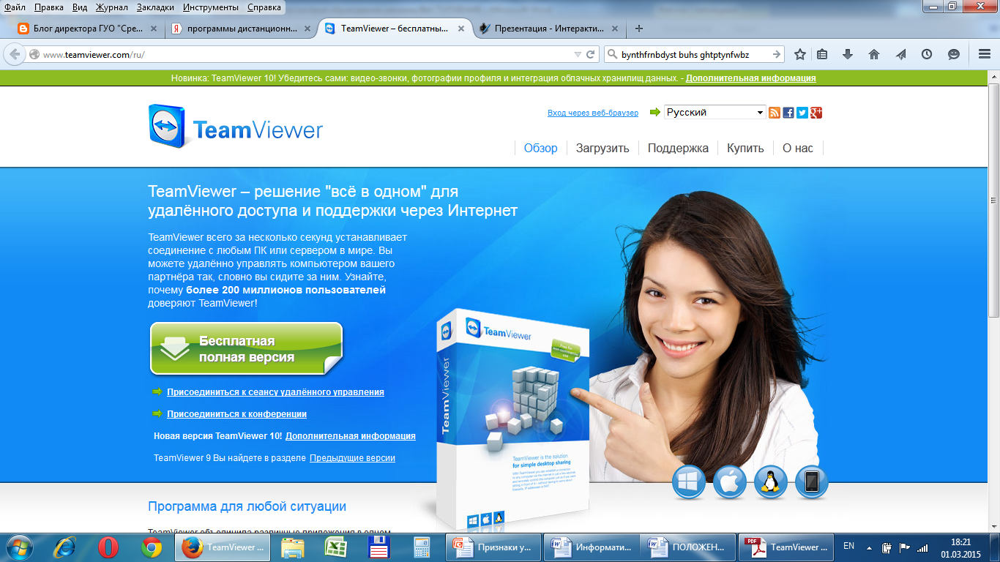 Файл Правка Вид Журнал Закладки Инструменты Справка
Блог директора ГУО "Сре...
программы дистанционн...
TeamViewer – бесплатны...
Презентация - Интеракти...
www.teamviewer.com/ru/
bynthfrnbdyst buhs ghtptynfwbz
Новинка: TeamViewer 10! Убедитесь сами: видео-звонки, фотографии профиля и интеграция облачных хранилищ данных. - Дополнительная информация
TeamViewer
Вход через веб-браузер
Русский
Обзор Загрузить Поддержка Купить О нас
TeamViewer – решение "всё в одном" для
удалённого доступа и поддержки через Интернет
TeamViewer всего за несколько секунд устанавливает
соединение с любым ПК или сервером в мире. Вы
можете удалённо управлять компьютером вашего
партнёра так, словно вы сидите за ним. Узнайте,
почему более 200 миллионов пользователей
доверяют TeamViewer!
Бесплатная
полная версия
Присоединиться к сеансу удалённого управления
Присоединиться к конференции
Новая версия TeamViewer 10! Дополнительная информация
TeamViewer 9 Вы найдете в разделе Предыдущие версии
TeamViewer
TeamViewer
TeamViewer is the solution
for simple desktop sharing
Программа для любой ситуации
TeamViewer объединила различные приложения в одном
TeamViewer ...
Признаки у...
Информати...
ПОЛОЖЕН...
PDF
TeamViewer ...
EN
18:21
01.03.2015